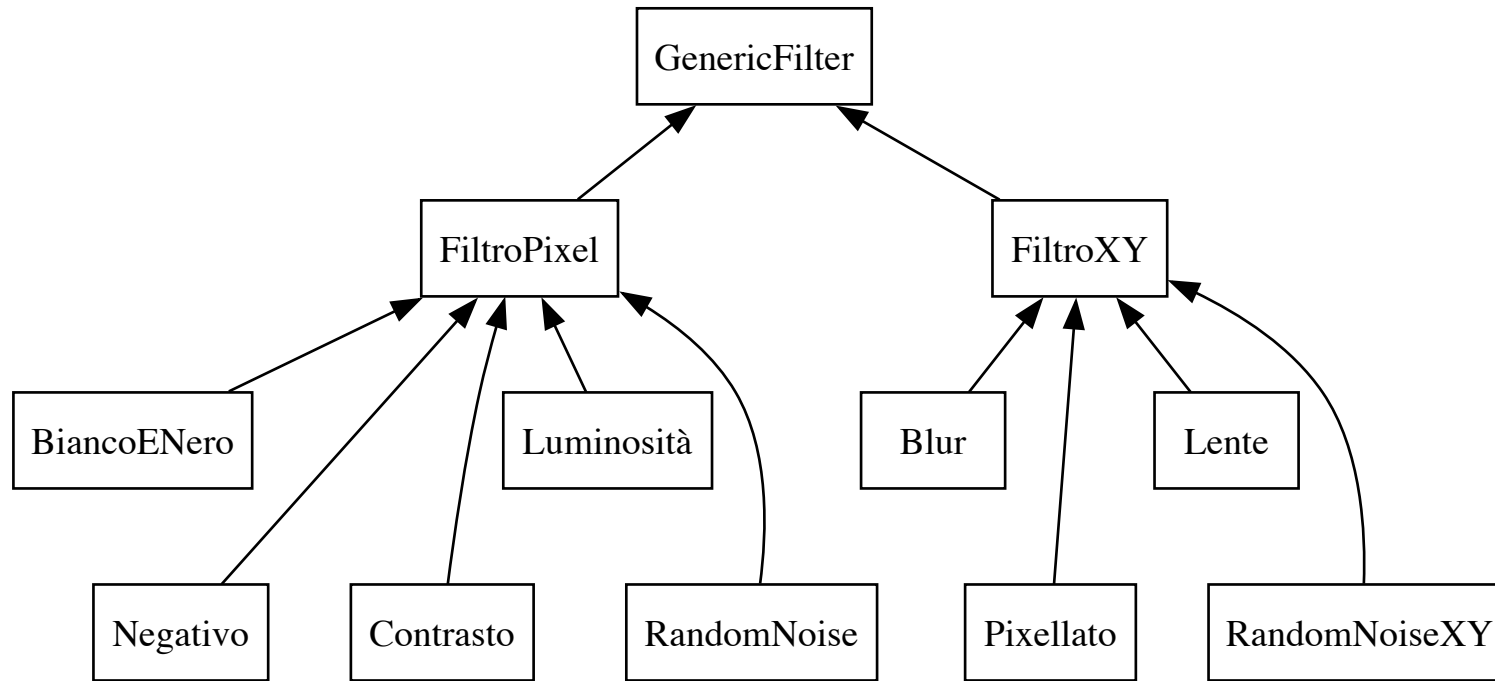 GenericFilter
FiltroPixel
FiltroXY
BiancoENero
Luminosità
Blur
Lente
Negativo
Contrasto
RandomNoise
Pixellato
RandomNoiseXY